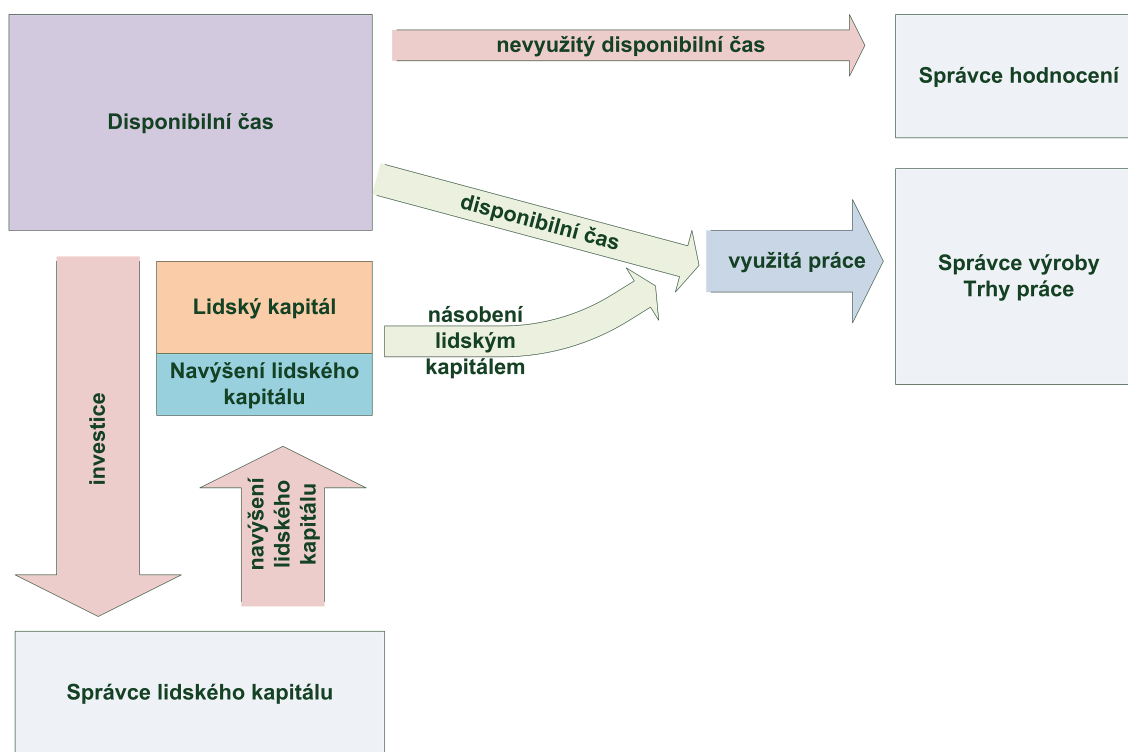 nevyužitý disponibilní čas
Správce hodnocení
Disponibilní čas
disponibilní čas
využitá práce
Správce výroby
Trhy práce
Lidský kapitál
násobení
lidským
kapitálem
Navýšení lidského
kapitálu
investice
navýšení
lidského
kapitálu
Správce lidského kapitálu